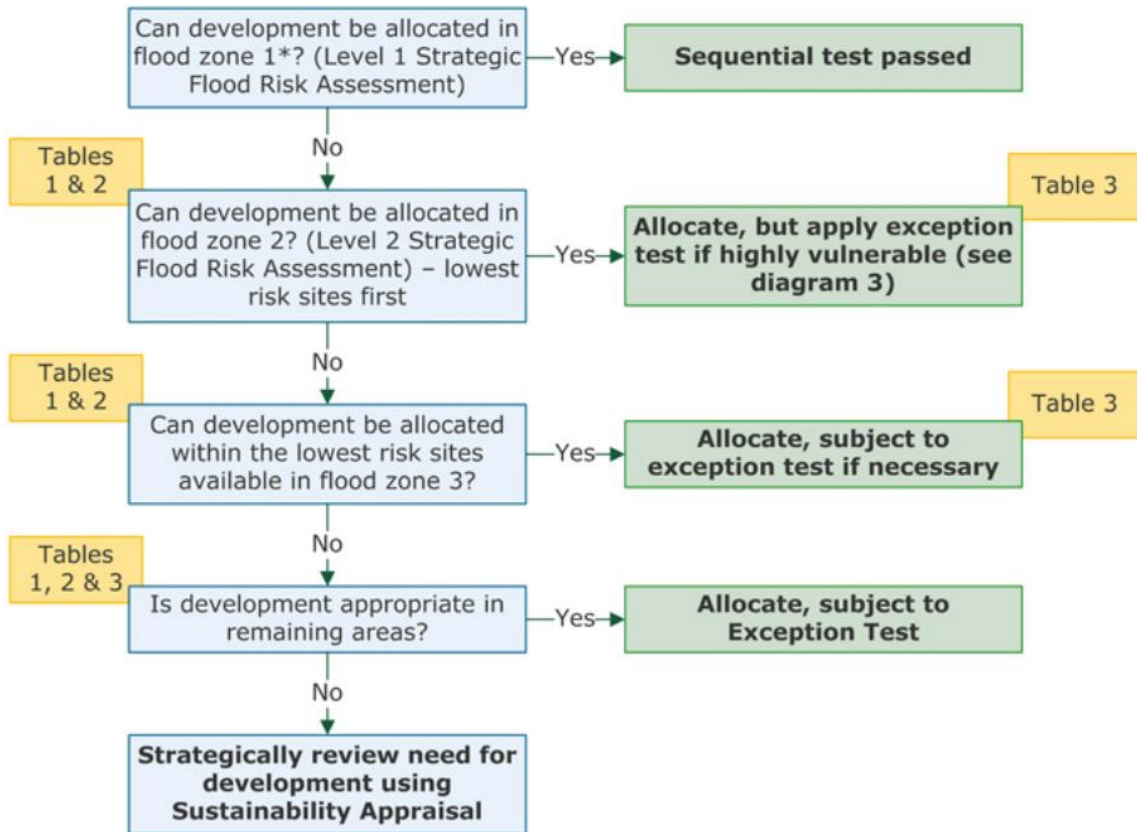 Can development be allocated in
flood zone 1*? (Level 1 Strategic
Flood Risk Assessment)
Yes
Sequential test passed
No
Tables
1 & 2
Can development be allocated in
flood zone 2? (Level 2 Strategic
Flood Risk Assessment) – lowest
risk sites first
Yes
Table 3
Allocate, but apply exception
test if highly vulnerable (see
diagram 3)
No
Tables
1 & 2
Can development be allocated
within the lowest risk sites
available in flood zone 3?
Yes
Table 3
Allocate, subject to
exception test if necessary
No
Tables
1, 2 & 3
Is development appropriate in
remaining areas?
Yes
Allocate, subject to
Exception Test
No
Strategically review need for
development using
Sustainability Appraisal